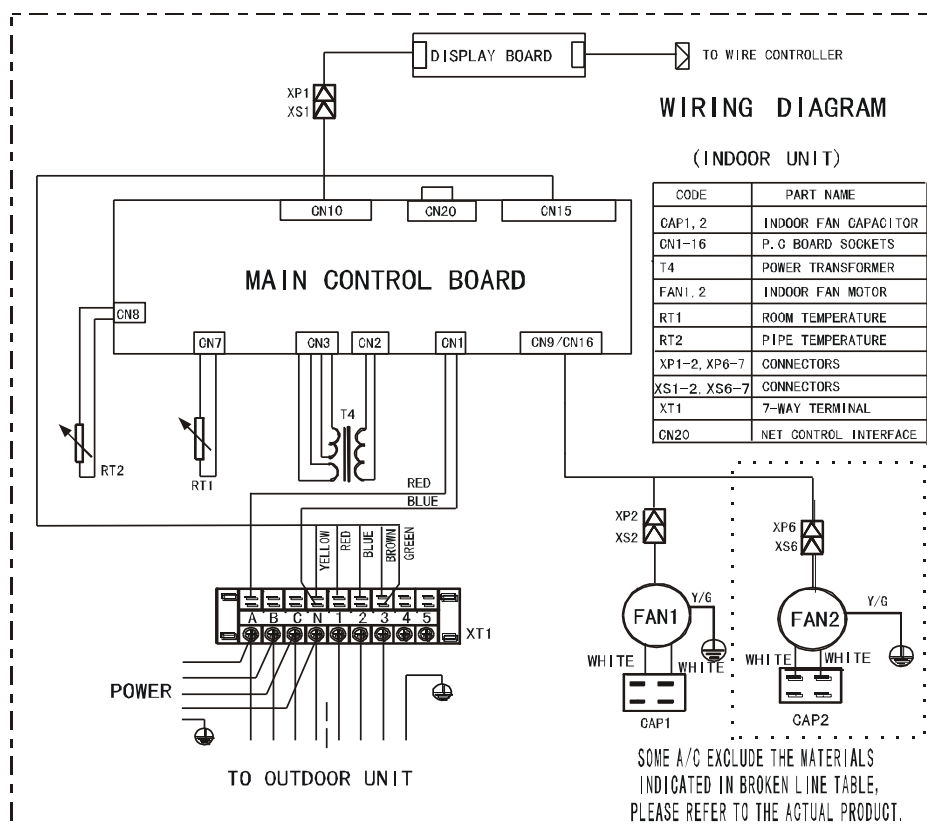 DISPLAY BOARD
TO WIRE CONTROLLER
XP1
XS1
WIRING DIAGRAM
(INDOOR UNIT)
CODE PART NAME
CAP1, 2 INDOOR FAN CAPACITOR
CN1-16 P.C BOARD SOCKETS
T4 POWER TRANSFORMER
FAN1, 2 INDOOR FAN MOTOR
RT1 ROOM TEMPERATURE
RT2 PIPE TEMPERATURE
XP1-2, XP6-7 CONNECTORS
XS1-2, XS6-7 CONNECTORS
XT1 7-WAY TERMINAL
CN20 NET CONTROL INTERFACE
CN10 CN20 CN15
MAIN CONTROL BOARD
CN8
CN7 CN3 CN2 CN1 CN9/CN16
T4
RT2
RT1
RED
BLUE
YELLOW
RED
BLUE
BROWN
GREEN
A B C N 1 2 3 4 5
XT1
POWER
TO OUTDOOR UNIT
XP2
XS2
FAN1
Y/G
WHITE WHITE
CAP1
XP6
XS6
FAN2
Y/G
WHITE WHITE
CAP2
SOME A/C EXCLUDE THE MATERIALS
INDICATED IN BROKEN LINE TABLE,
PLEASE REFER TO THE ACTUAL PRODUCT.